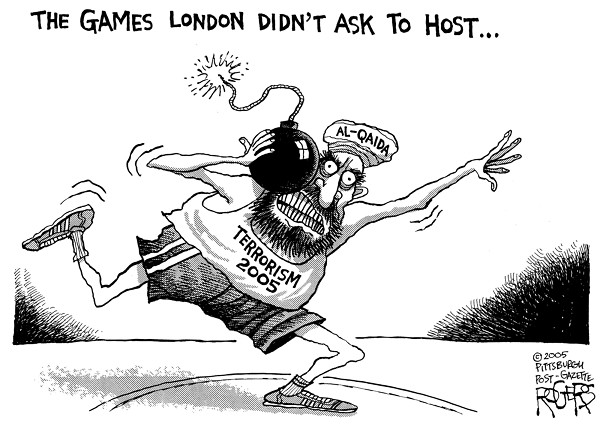 THE GAMES LONDON DIDN'T ASK TO HOST...
AL-QAIDA
TERRORISM
2005
©2005
PITTSBURGH
POST-GAZETTE
ROGERS